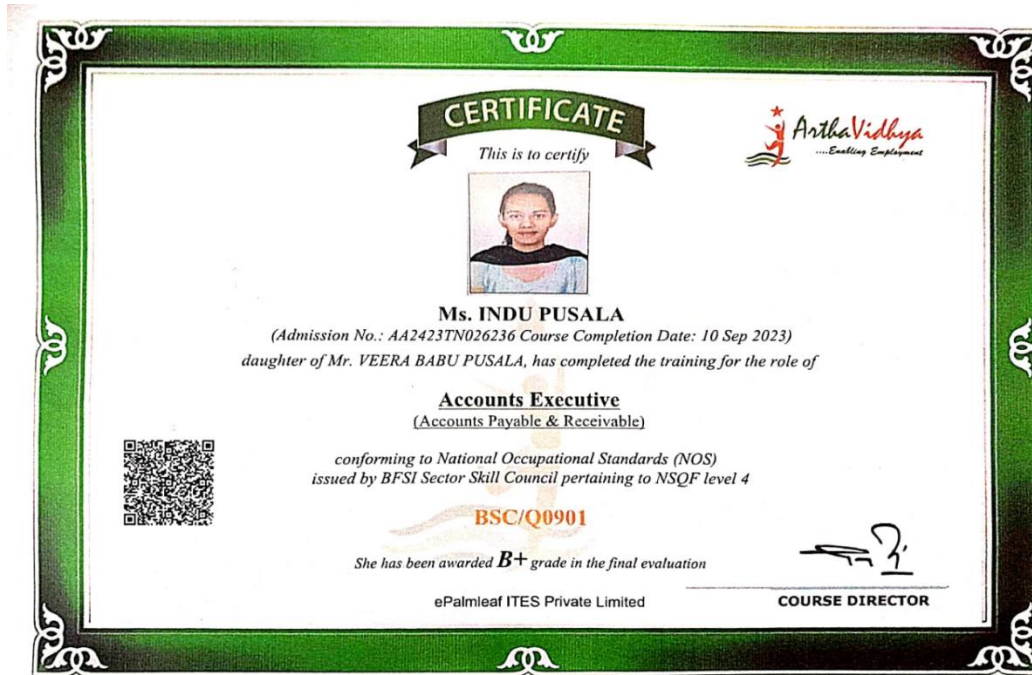 CERTIFICATE
ArthaVidhya
....Enabling Employment
This is to certify
Ms. INDU PUSALA
(Admission No.: AA2423TN026236 Course Completion Date: 10 Sep 2023)
daughter of Mr. VEERA BABU PUSALA, has completed the training for the role of
Accounts Executive
(Accounts Payable & Receivable)
conforming to National Occupational Standards (NOS)
issued by BFSI Sector Skill Council pertaining to NSQF level 4
BSC/Q0901
She has been awarded B+ grade in the final evaluation
ePalmleaf ITES Private Limited
COURSE DIRECTOR